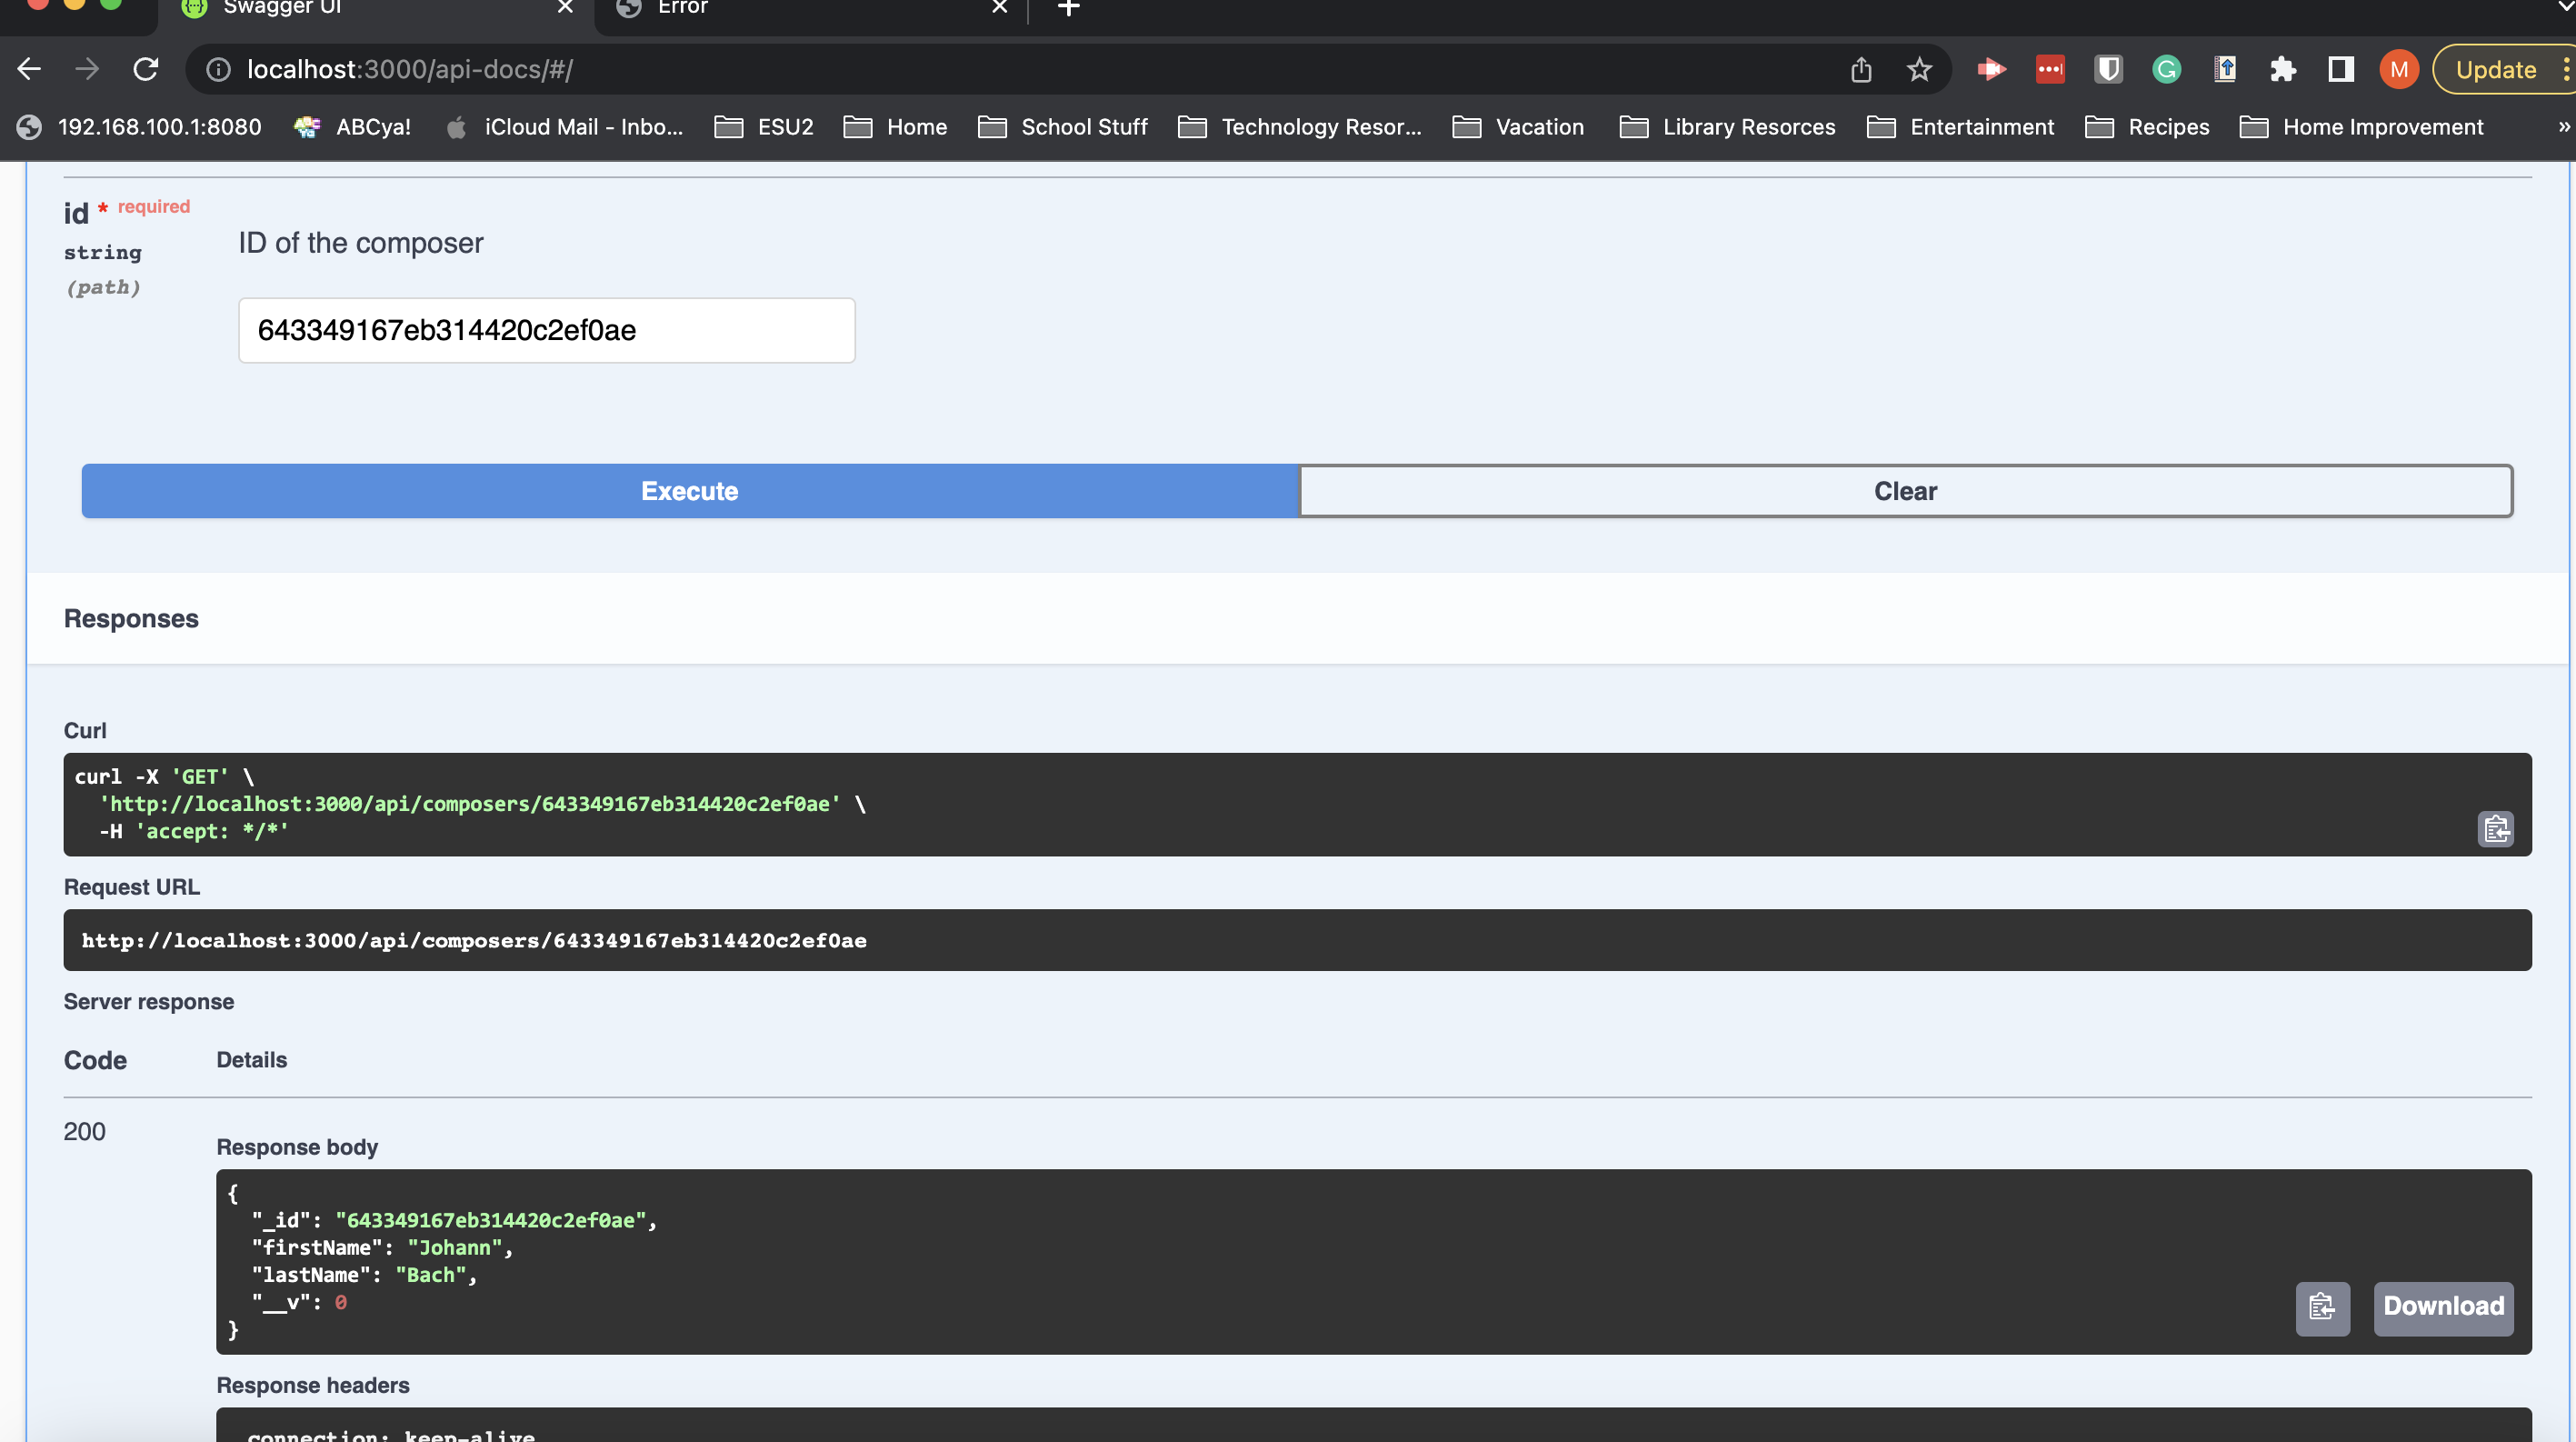 Swagger UI
Error
localhost:3000/api-docs/#/
M
Update
192.168.100.1:8080
ABCya!
iCloud Mail - Inbo...
ESU2
Home
School Stuff
Technology Resor...
Vacation
Library Resorces
Entertainment
Recipes
Home Improvement
»
id * required
string
(path)
ID of the composer
643349167eb314420c2ef0ae
Execute
Clear
Responses
Curl
curl -X 'GET' \
'http://localhost:3000/api/composers/643349167eb314420c2ef0ae' \
-H 'accept: */*'
Request URL
http://localhost:3000/api/composers/643349167eb314420c2ef0ae
Server response
Code
Details
200
Response body
{
"_id": "643349167eb314420c2ef0ae",
"firstName": "Johann",
"lastName": "Bach",
"__v": 0
}
Download
Response headers
connection: keep-alive